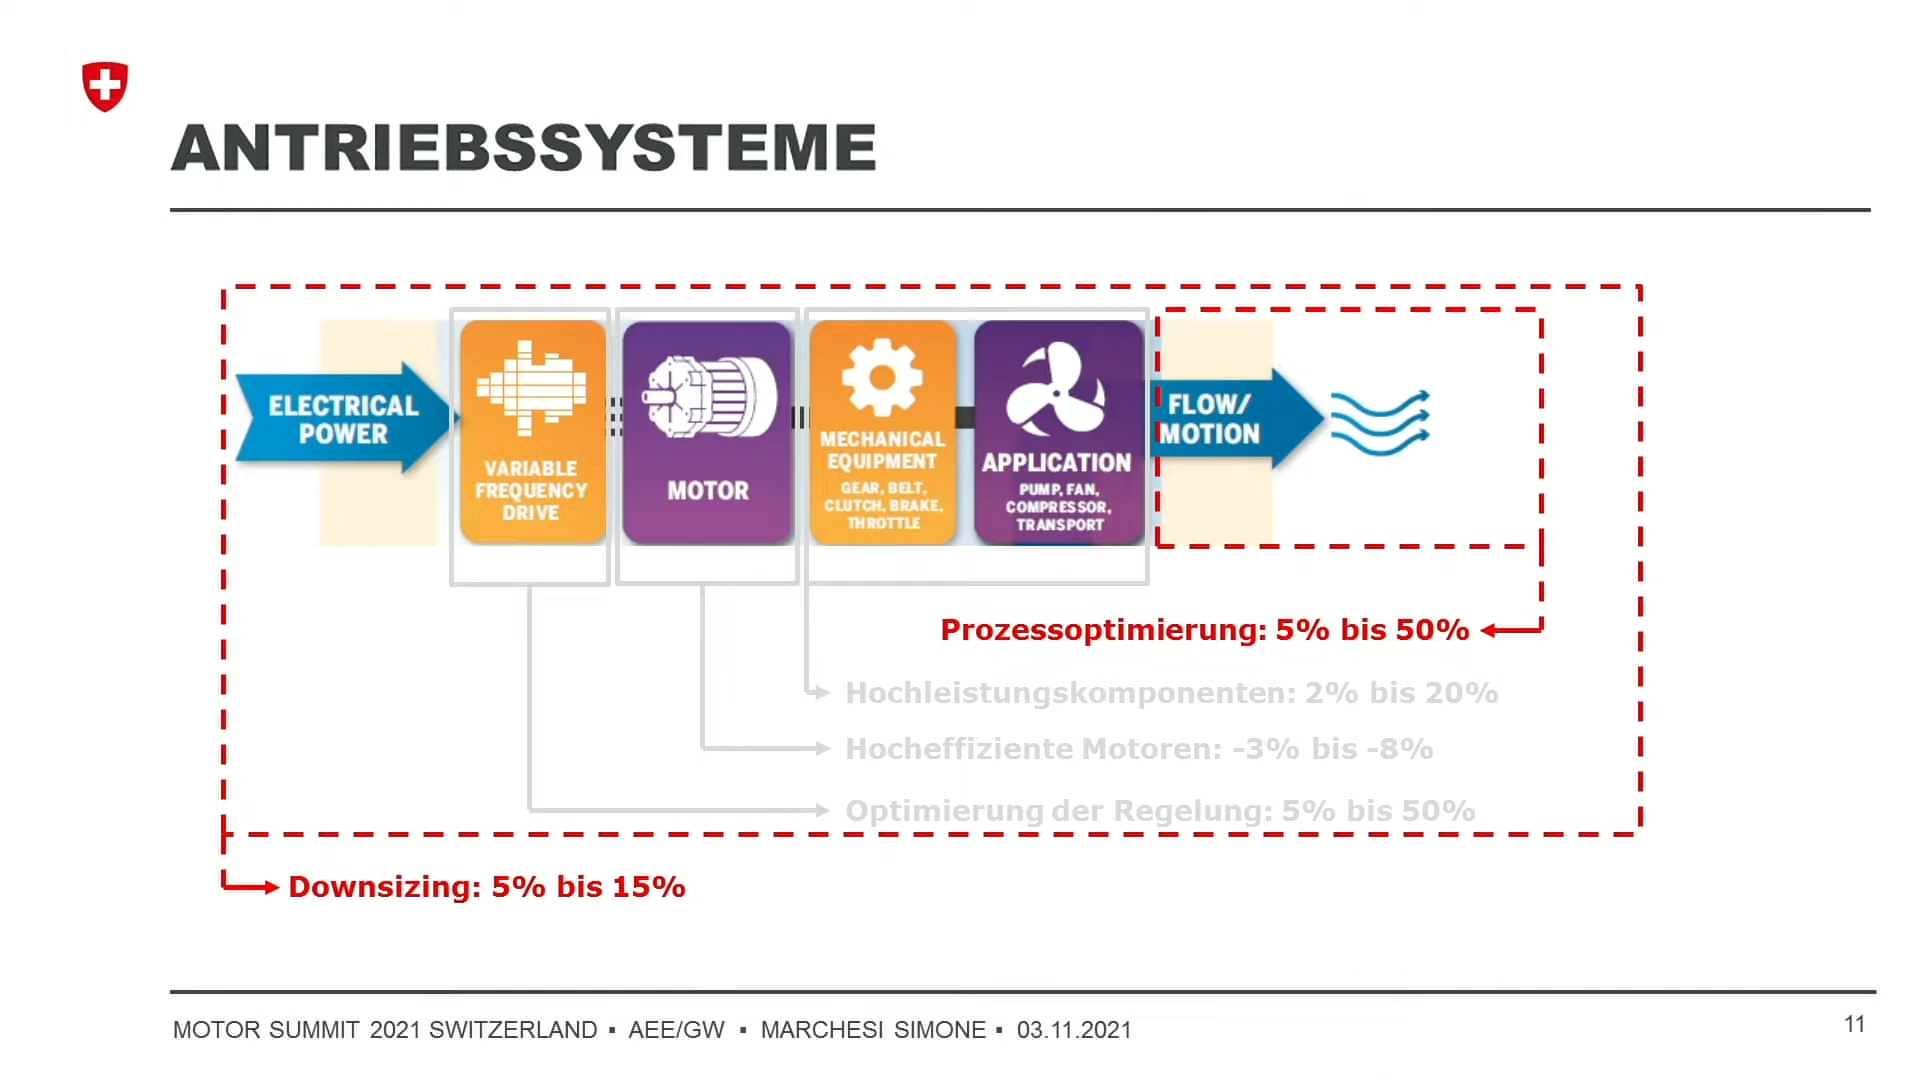 ANTRIEBSSYSTEME
ELECTRICAL
POWER
VARIABLE
FREQUENCY
DRIVE
MOTOR
MECHANICAL
EQUIPMENT
GEAR, BELT,
CLUTCH, BRAKE,
THROTTLE
APPLICATION
PUMP, FAN,
COMPRESSOR,
TRANSPORT
FLOW/
MOTION
Prozessoptimierung: 5% bis 50%
Hochleistungskomponenten: 2% bis 20%
Hocheffiziente Motoren: -3% bis -8%
Optimierung der Regelung: 5% bis 50%
Downsizing: 5% bis 15%
MOTOR SUMMIT 2021 SWITZERLAND ▪ AEE/GW ▪ MARCHESI SIMONE ▪ 03.11.2021
11